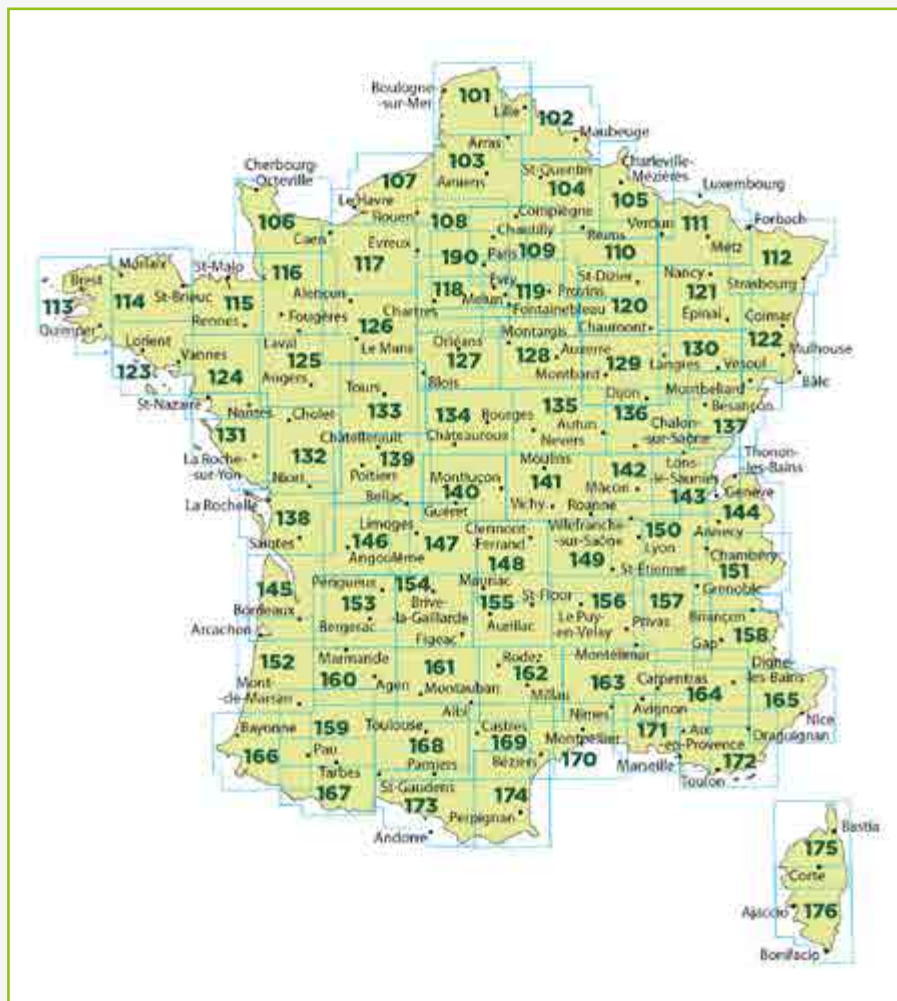 Boulogne
-sur-Mer
101
Lille
102
Maubeuge
Arras
Cherbourg-
Octeville
107
103
Amiens
St-Quentin
104
Charleville-
Mézières
105
Luxembourg
Le Havre
Rouen
106
Caen
108
Compiègne
Chantilly
Reims
Verdun
111
Metz
Forbach
112
Evreux
117
190
Paris
109
110
Strasbourg
Brest
Morlaix
St-Malo
116
113
114
St-Brieuc
115
Alençon
Chartres
118
Evry
Melun
119
Provins
St-Dizier
Nancy
121
Fontainebleau
120
Epinal
Colmar
Quimper
Rennes
Fougères
126
Montargis
Chaumont
122
Lorient
Vannes
Laval
125
Le Mans
Orléans
127
128
Auxerre
129
130
Langres
Vesoul
Mulhouse
123
124
Angers
Blois
Montbard
Montbeliard
Bâle
St-Nazaire
Tours
Dijon
Besançon
Nantes
Cholet
133
134
Bourges
135
Autun
136
Chalon-
sur-Saône
137
131
Châtellerault
Châteauroux
Nevers
La Roche-
sur-Yon
132
Niort
139
Poitiers
Montluçon
140
Moulins
141
142
Mâcon
Lons-
le-Saunier
Thonon-
les-Bains
143
Genève
La Rochelle
Bellac
Guéret
Vichy
Roanne
144
138
Saintes
Limoges
146
Angoulême
147
Clermont-
Ferrand
Villefranche-
sur-Saône
150
Lyon
Annecy
148
149
St-Etienne
Chambéry
151
145
Périgueux
154
Mauriac
Grenoble
Bordeaux
153
Brive-
la-Gaillarde
155
St-Flour
156
157
Briançon
Arcachon
Bergerac
Figeac
Aurillac
Le Puy-
en-Velay
Privas
Gap
158
152
Marmande
Rodez
Montélimar
Digne-
les-Bains
Mont-
de-Marsan
160
Agen
161
Montauban
162
Millau
163
Carpentras
164
165
Albi
Nîmes
Avignon
Nice
Bayonne
159
Toulouse
Castres
Montpellier
171
Aix
-en-Provence
Draguignan
166
Pau
168
169
Béziers
170
Marseille
172
Tarbes
Pamiers
Toulon
167
St-Gaudens
173
174
Perpignan
Andorre
Bastia
175
Corte
Ajaccio
176
Bonifacio